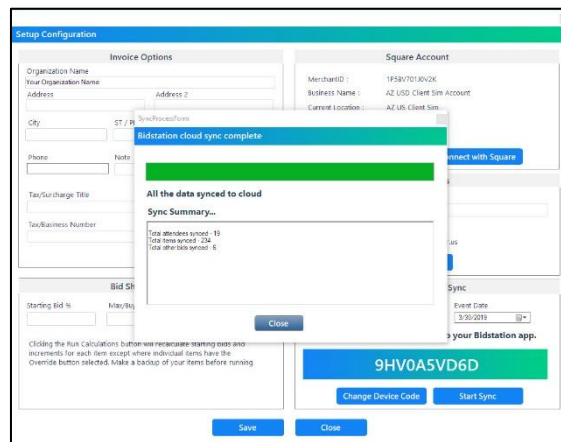 Setup Configuration
Invoice Options
Organization Name
Your Organization Name
Address Address 2
City ST / P
Phone Note
Tax/Surcharge Title
Tax/Business Number
Square Account
MerchantID :
Business Name : AZ USD Client Sim Account
Current Location : AZ US Client Sim
nnect with Square
s
.us
SyncProcessForm
Bidstation cloud sync complete
All the data synced to cloud
Sync Summary...
Total attendees synced - 19
Total items synced - 234
Total other bids synced - 6
Close
Bid Sh
Starting Bid % Max/Bu
Clicking the Run Calculations button will recalculate starting bids and
increments for each item except where individual items have the
Override button selected. Make a backup of your items before running
Sync
Event Date
3/30/2019
o your Bidstation app.
9HV0A5VD6D
Change Device Code Start Sync
Save Close